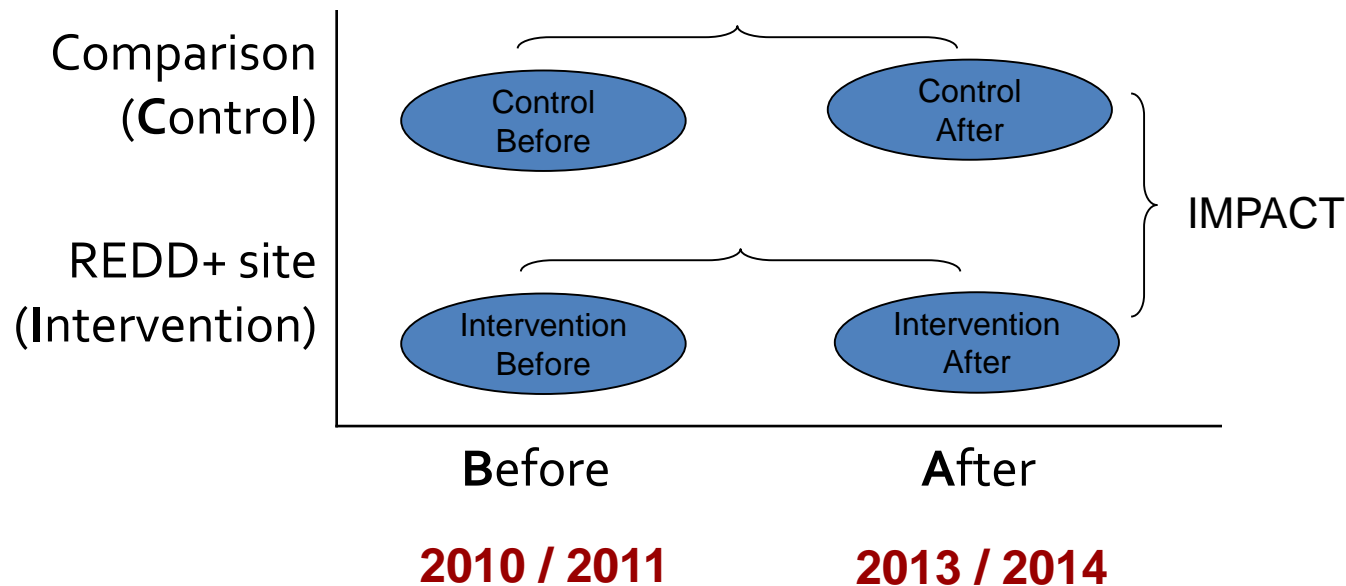 Comparison
(Control)
Control
Before
Control
After
IMPACT
REDD+ site
(Intervention)
Intervention
Before
Intervention
After
Before
After
2010 / 2011
2013 / 2014